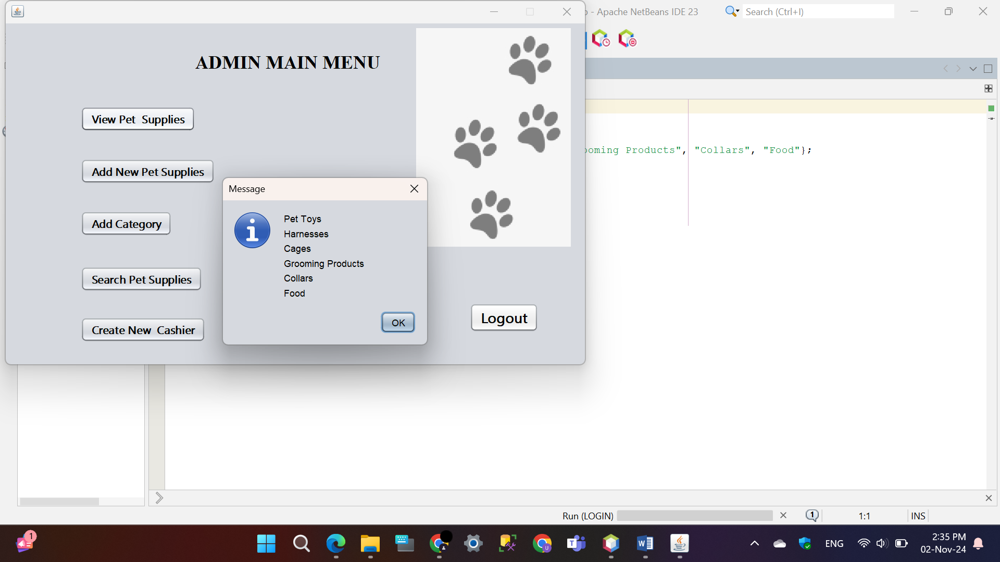 - Apache NetBeans IDE 23
Search (Ctrl+I)
ADMIN MAIN MENU
View Pet  Supplies
Add New Pet Supplies
Add Category
Search Pet Supplies
Create New  Cashier
Logout
Message
Pet Toys
Harnesses
Cages
Grooming Products
Collars
Food
OK
oming Products", "Collars", "Food"};
Run (LOGIN)
1
1:1
INS
1
U
T
W
ENG
2:35 PM
02-Nov-24